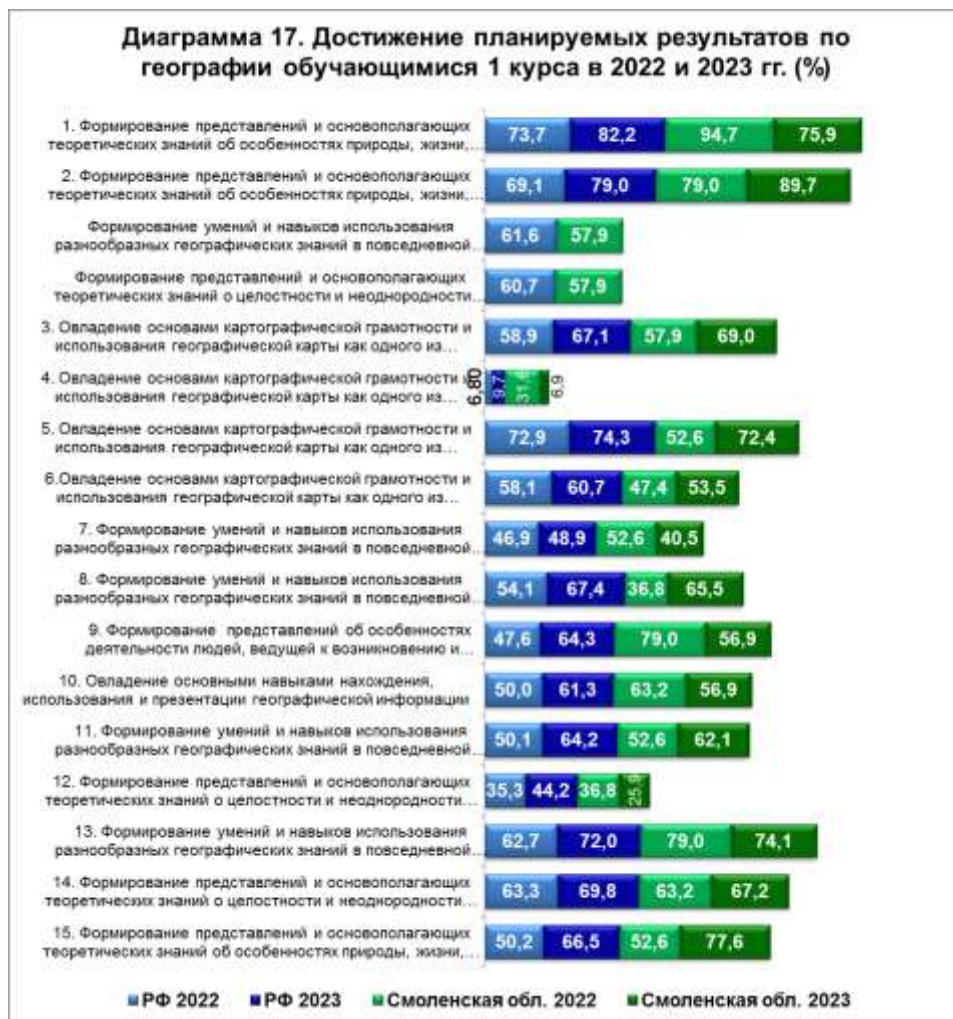 Диаграмма 17. Достижение планируемых результатов по
географии обучающимися 1 курса в 2022 и 2023 гг. (%)
1. Формирование представлений и основополагающих
теоретических знаний об особенностях природы, жизни,...
73,7 82,2 94,7 75,9
2. Формирование представлений и основополагающих
теоретических знаний об особенностях природы, жизни,...
69,1 79,0 79,0 89,7
Формирование умений и навыков использования
разнообразных географических знаний в повседневной...
61,6 57,9
Формирование представлений и основополагающих
теоретических знаний о целостности и неоднородности...
60,7 57,9
3. Овладение основами картографической грамотности и
использования географической карты как одного из...
58,9 67,1 57,9 69,0
4. Овладение основами картографической грамотности и
использования географической карты как одного из...
6,80 9,7 31,6 6,9
5. Овладение основами картографической грамотности и
использования географической карты как одного из...
72,9 74,3 52,6 72,4
6.Овладение основами картографической грамотности и
использования географической карты как одного из...
58,1 60,7 47,4 53,5
7. Формирование умений и навыков использования
разнообразных географических знаний в повседневной...
46,9 48,9 52,6 40,5
8. Формирование умений и навыков использования
разнообразных географических знаний в повседневной...
54,1 67,4 36,8 65,5
9. Формирование представлений об особенностях
деятельности людей, ведущей к возникновению и...
47,6 64,3 79,0 56,9
10. Овладение основными навыками нахождения,
использования и презентации географической информации
50,0 61,3 63,2 56,9
11. Формирование умений и навыков использования
разнообразных географических знаний в повседневной...
50,1 64,2 52,6 62,1
12. Формирование представлений и основополагающих
теоретических знаний о целостности и неоднородности...
35,3 44,2 36,8 25,9
13. Формирование умений и навыков использования
разнообразных географических знаний в повседневной...
62,7 72,0 79,0 74,1
14. Формирование представлений и основополагающих
теоретических знаний о целостности и неоднородности...
63,3 69,8 63,2 67,2
15. Формирование представлений и основополагающих
теоретических знаний об особенностях природы, жизни,...
50,2 66,5 52,6 77,6
РФ 2022 РФ 2023 Смоленская обл. 2022 Смоленская обл. 2023